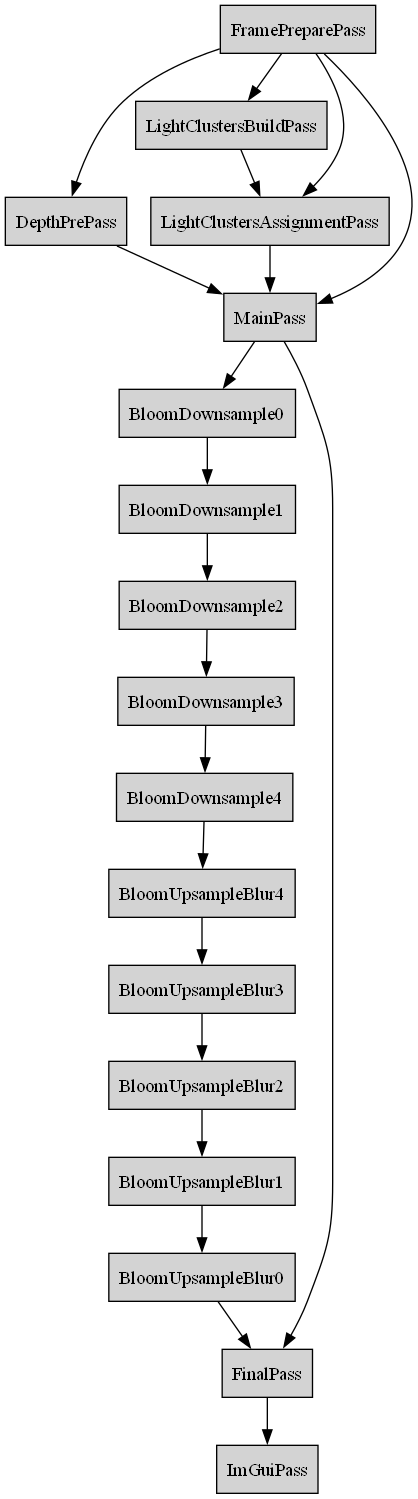 FramePreparePass
LightClustersBuildPass
DepthPrePass
LightClustersAssignmentPass
MainPass
BloomDownsample0
BloomDownsample1
BloomDownsample2
BloomDownsample3
BloomDownsample4
BloomUpsampleBlur4
BloomUpsampleBlur3
BloomUpsampleBlur2
BloomUpsampleBlur1
BloomUpsampleBlur0
FinalPass
ImGuiPass